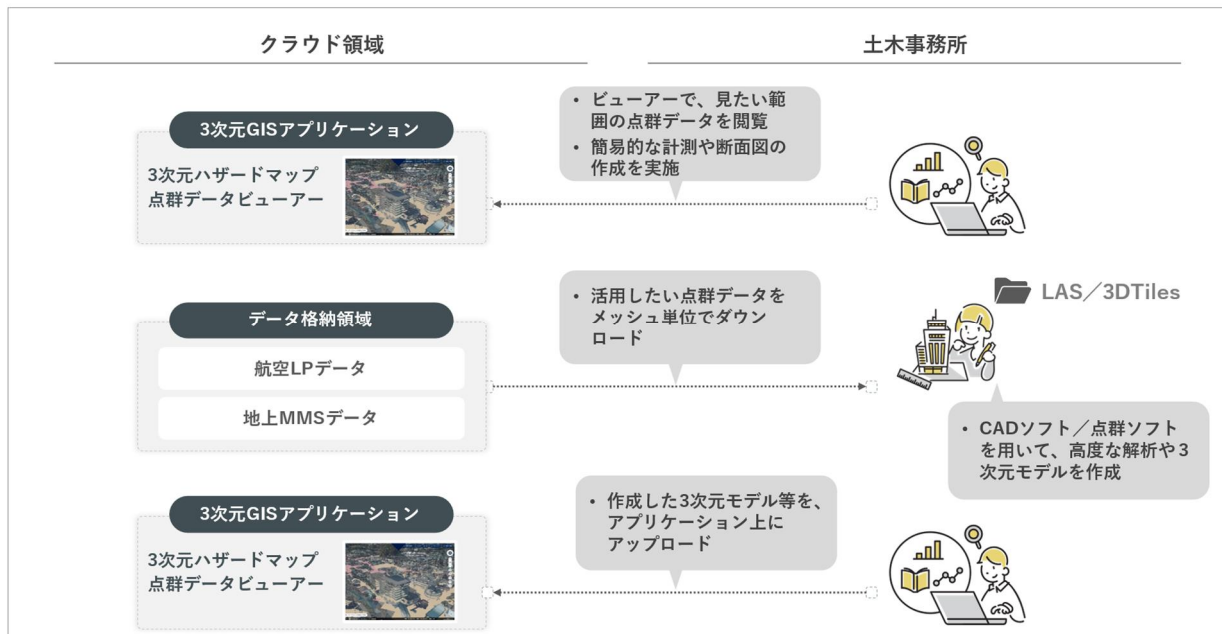 クラウド領域
土木事務所
3次元GISアプリケーション
3次元ハザードマップ
点群データビューアー
• ビューアーで、見たい範
囲の点群データを閲覧
• 簡易的な計測や断面図の
作成を実施
データ格納領域
航空LPデータ
地上MMSデータ
• 活用したい点群データを
メッシュ単位でダウン
ロード
LAS／3DTiles
• CADソフト／点群ソフト
を用いて、高度な解析や3
次元モデルを作成
3次元GISアプリケーション
3次元ハザードマップ
点群データビューアー
• 作成した3次元モデル等を、
アプリケーション上に
アップロード